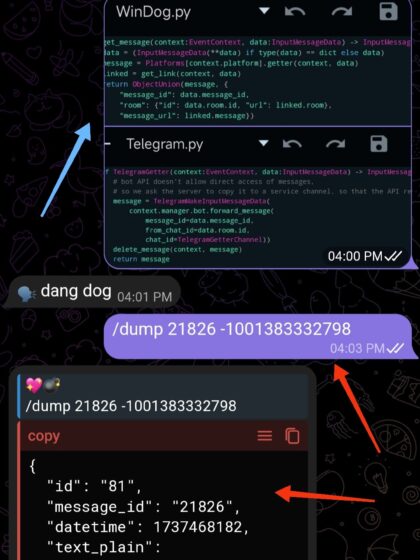 WinDog.py
get_message(context:EventContext, data:InputMessageData) -> InputMessag
data = (InputMessageData(**data) if type(data) == dict else data)
message = Platforms[context.platform].getter(context, data)
linked = get_link(context, data)
return ObjectUnion(message, {
"message_id": data.message_id,
"room": {"id": data.room.id, "url": linked.room},
"message_url": linked.message}}
Telegram.py
f TelegramGetter(context:EventContext, data:InputMessageData) -> InputMessag
# bot API doesn't allow direct access of messages,
# so we ask the server to copy it to a service channel, so that the API re
message = TelegramMakeInputMessageData(
context.manager.bot.forward_message(
message_id=data.message_id,
from_chat_id=data.room.id,
chat_id=TelegramGetterChannel))
delete_message(context, message)
return message
04:00 PM
🗣️ dang dog 04:01 PM
/dump 21826 -1001383332798
04:03 PM
💖💣
/dump 21826 -1001383332798
copy
{
"id": "81",
"message_id": "21826",
"datetime": 1737468182,
"text_plain":